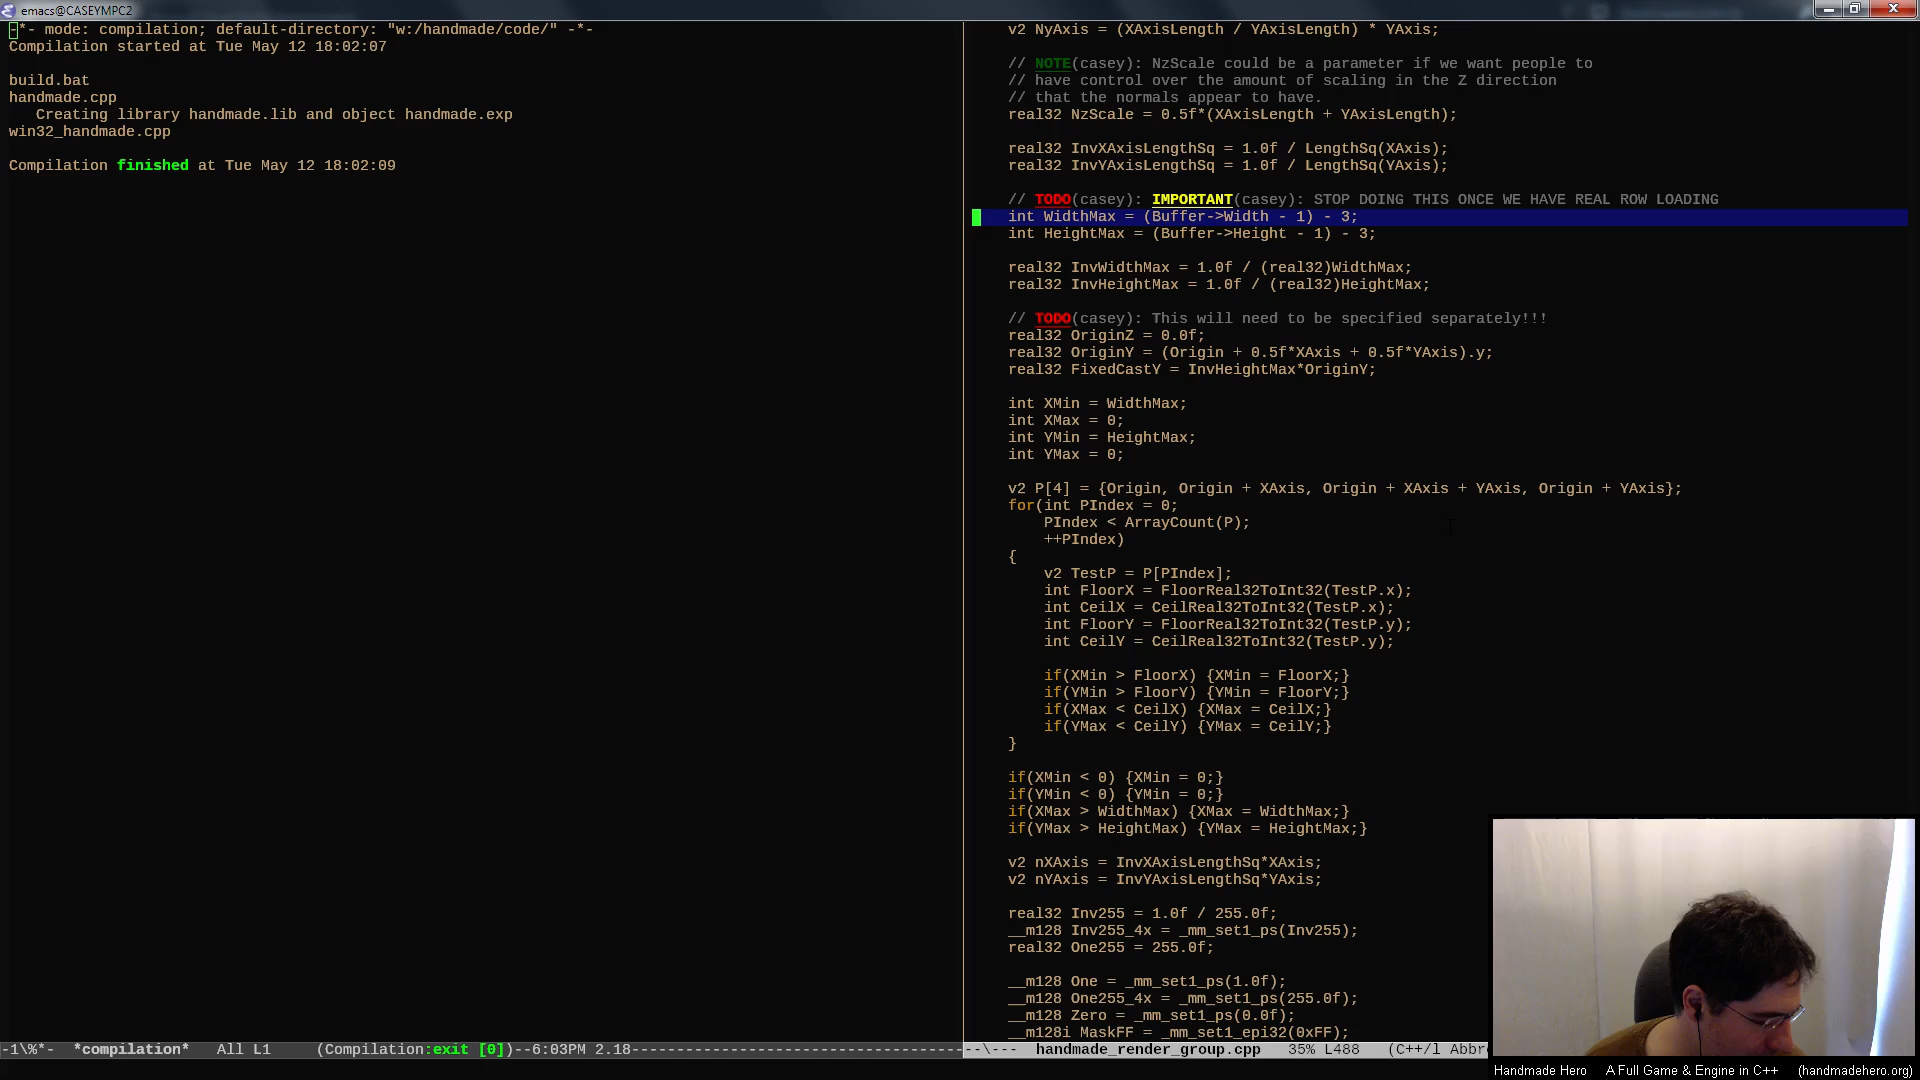 emacs@CASEYMPC2
-*- mode: compilation; default-directory: "w:/handmade/code/" -*-
Compilation started at Tue May 12 18:02:07
build.bat
handmade.cpp
Creating library handmade.lib and object handmade.exp
win32_handmade.cpp
Compilation finished at Tue May 12 18:02:09
-1\%*- *compilation* All L1 (Compilation:exit [0])--6:03PM 2.18
v2 NyAxis = (XAxisLength / YAxisLength) * YAxis;
// NOTE(casey): NzScale could be a parameter if we want people to
// have control over the amount of scaling in the Z direction
// that the normals appear to have.
real32 NzScale = 0.5f*(XAxisLength + YAxisLength);
real32 InvXAxisLengthSq = 1.0f / LengthSq(XAxis);
real32 InvYAxisLengthSq = 1.0f / LengthSq(YAxis);
// TODO(casey): IMPORTANT(casey): STOP DOING THIS ONCE WE HAVE REAL ROW LOADING
int WidthMax = (Buffer->Width - 1) - 3;
int HeightMax = (Buffer->Height - 1) - 3;
real32 InvWidthMax = 1.0f / (real32)WidthMax;
real32 InvHeightMax = 1.0f / (real32)HeightMax;
// TODO(casey): This will need to be specified separately!!!
real32 OriginZ = 0.0f;
real32 OriginY = (Origin + 0.5f*XAxis + 0.5f*YAxis).y;
real32 FixedCastY = InvHeightMax*OriginY;
int XMin = WidthMax;
int XMax = 0;
int YMin = HeightMax;
int YMax = 0;
v2 P[4] = {Origin, Origin + XAxis, Origin + XAxis + YAxis, Origin + YAxis};
for(int PIndex = 0;
PIndex < ArrayCount(P);
++PIndex)
{
v2 TestP = P[PIndex];
int FloorX = FloorReal32ToInt32(TestP.x);
int CeilX = CeilReal32ToInt32(TestP.x);
int FloorY = FloorReal32ToInt32(TestP.y);
int CeilY = CeilReal32ToInt32(TestP.y);
if(XMin > FloorX) {XMin = FloorX;}
if(YMin > FloorY) {YMin = FloorY;}
if(XMax < CeilX) {XMax = CeilX;}
if(YMax < CeilY) {YMax = CeilY;}
}
if(XMin < 0) {XMin = 0;}
if(YMin < 0) {YMin = 0;}
if(XMax > WidthMax) {XMax = WidthMax;}
if(YMax > HeightMax) {YMax = HeightMax;}
v2 nXAxis = InvXAxisLengthSq*XAxis;
v2 nYAxis = InvYAxisLengthSq*YAxis;
real32 Inv255 = 1.0f / 255.0f;
__m128 Inv255_4x = _mm_set1_ps(Inv255);
real32 One255 = 255.0f;
__m128 One = _mm_set1_ps(1.0f);
__m128 One255_4x = _mm_set1_ps(255.0f);
__m128 Zero = _mm_set1_ps(0.0f);
__m128i MaskFF = _mm_set1_epi32(0xFF);
--\--- handmade_render_group.cpp 35% L488 (C++/l Abbre
Handmade Hero A Full Game & Engine in C++ (handmadehero.org)